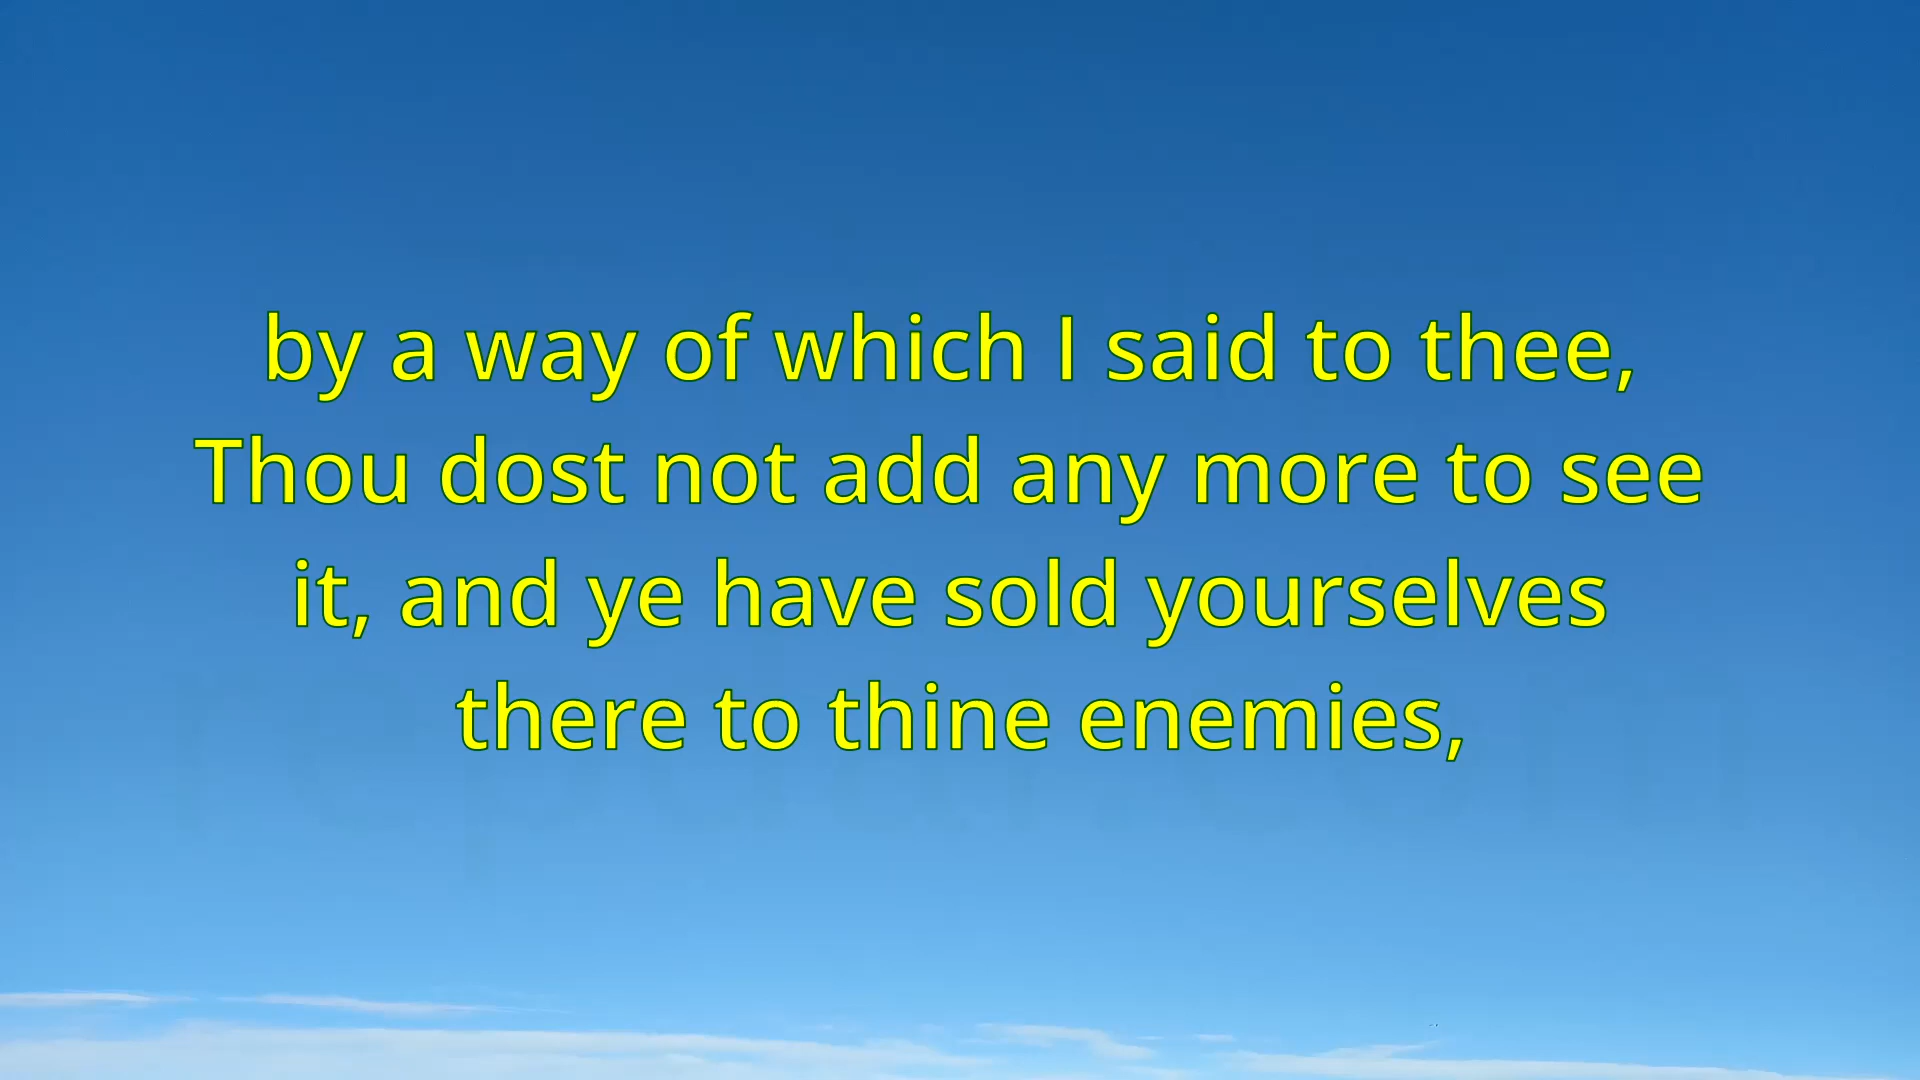 by a way of which I said to thee,
Thou dost not add any more to see
it, and ye have sold yourselves
there to thine enemies,